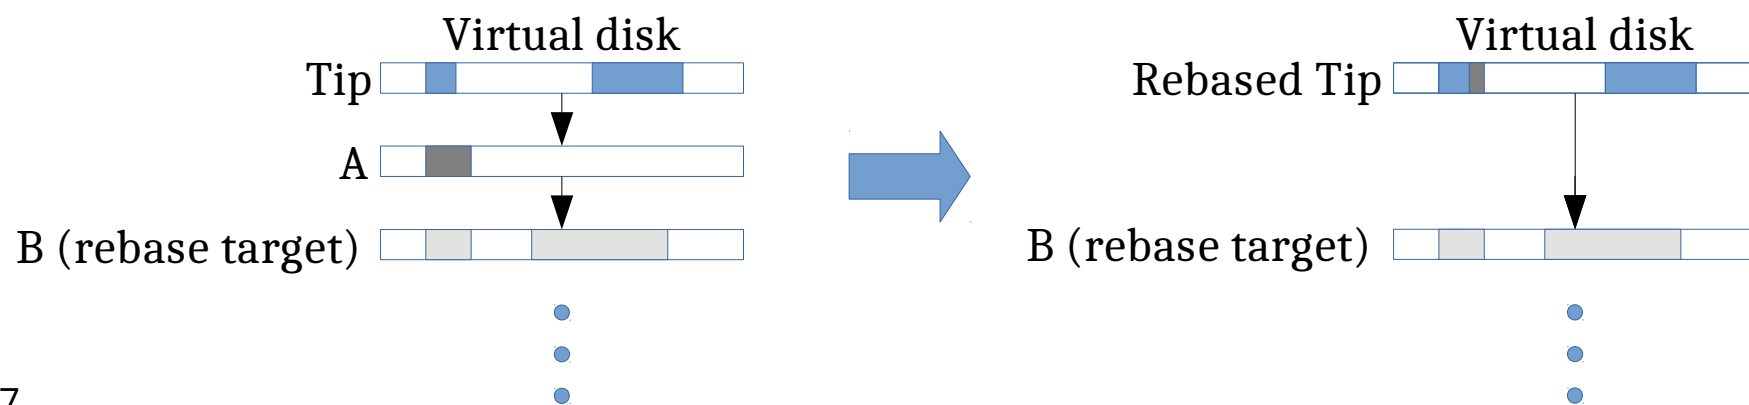 Virtual disk
Tip
A
B (rebase target)
Virtual disk
Rebased Tip
B (rebase target)
7